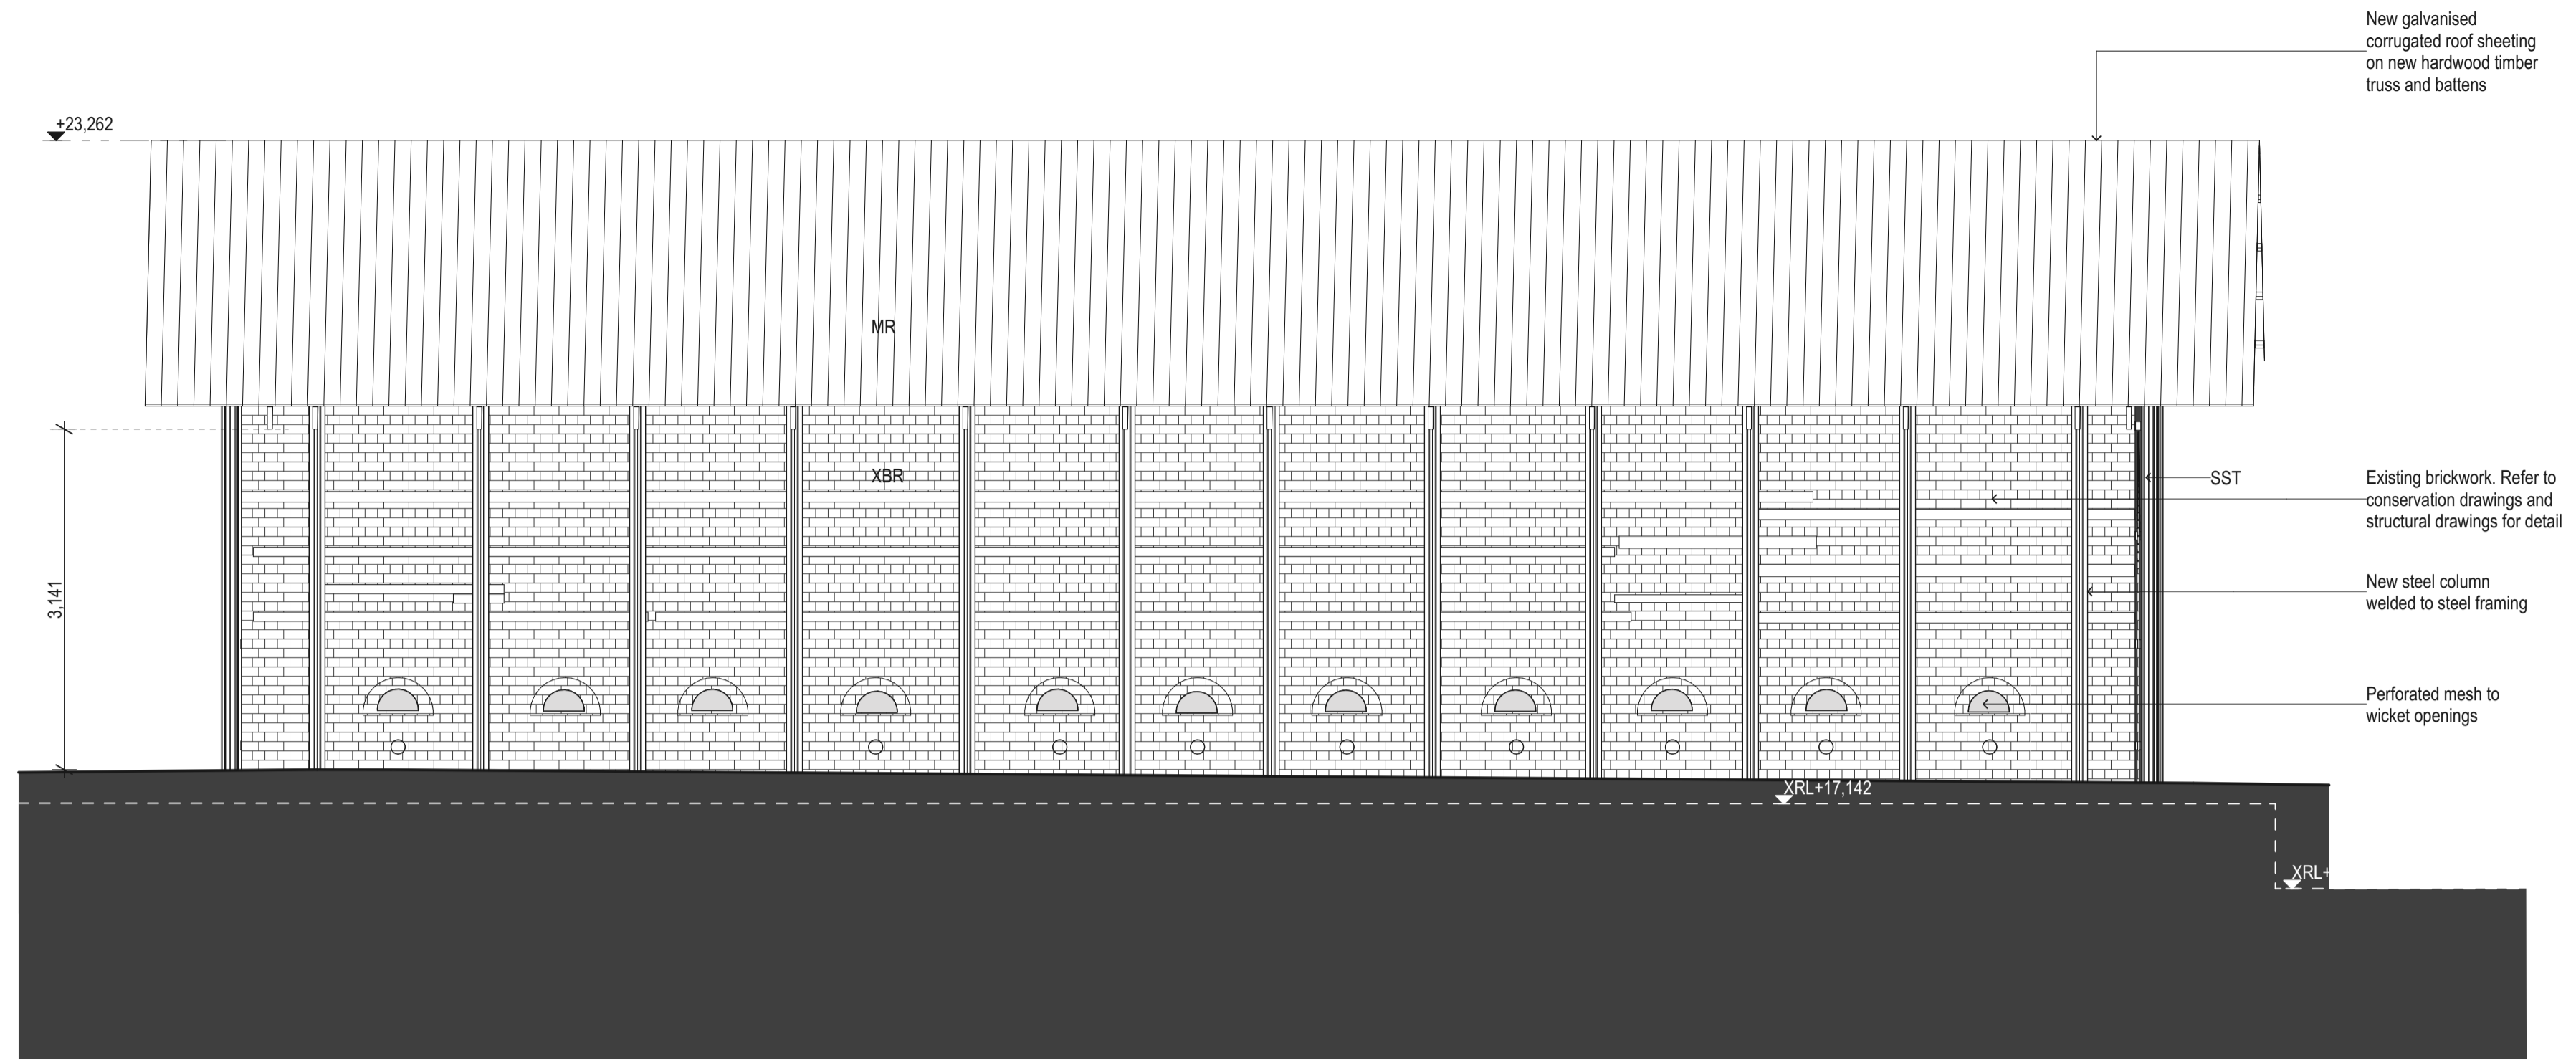 New galvanised
corrugated roof sheeting
on new hardwood timber
truss and battens
+23,262
MR
XBR
SST
Existing brickwork. Refer to
conservation drawings and
structural drawings for detail
3,141
New steel column
welded to steel framing
Perforated mesh to
wicket openings
XRL+17,142
XRL+